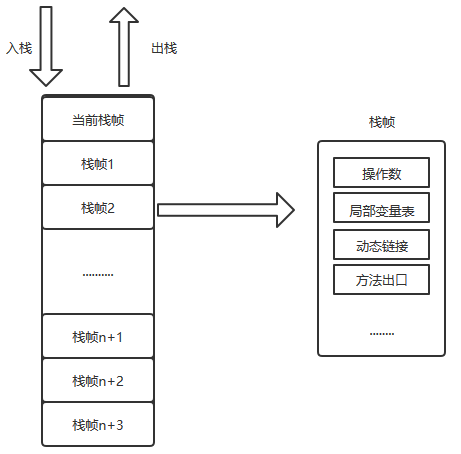 入栈
出栈
当前栈帧
栈帧1
栈帧2
..........
栈帧n+1
栈帧n+2
栈帧n+3
栈帧
操作数
局部变量表
动态链接
方法出口
........